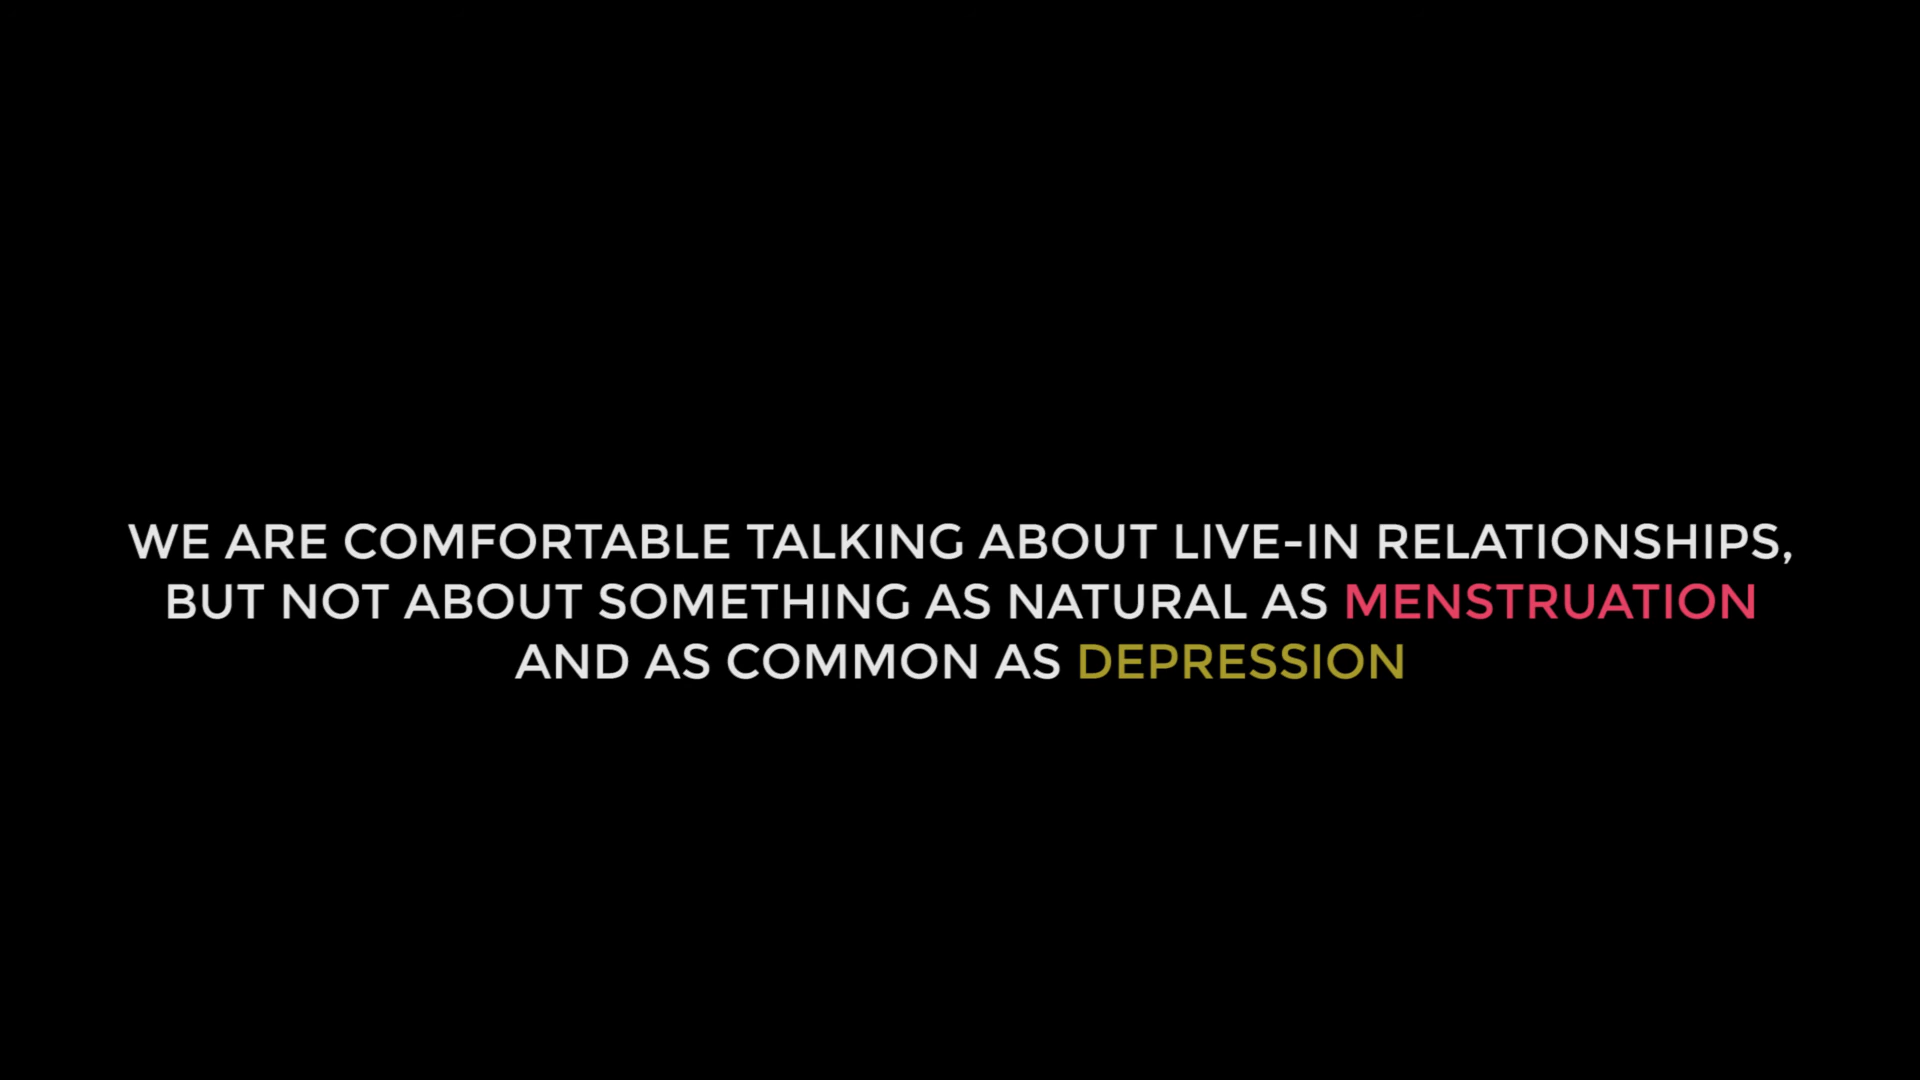 WE ARE COMFORTABLE TALKING ABOUT LIVE-IN RELATIONSHIPS,
BUT NOT ABOUT SOMETHING AS NATURAL AS MENSTRUATION
AND AS COMMON AS DEPRESSION